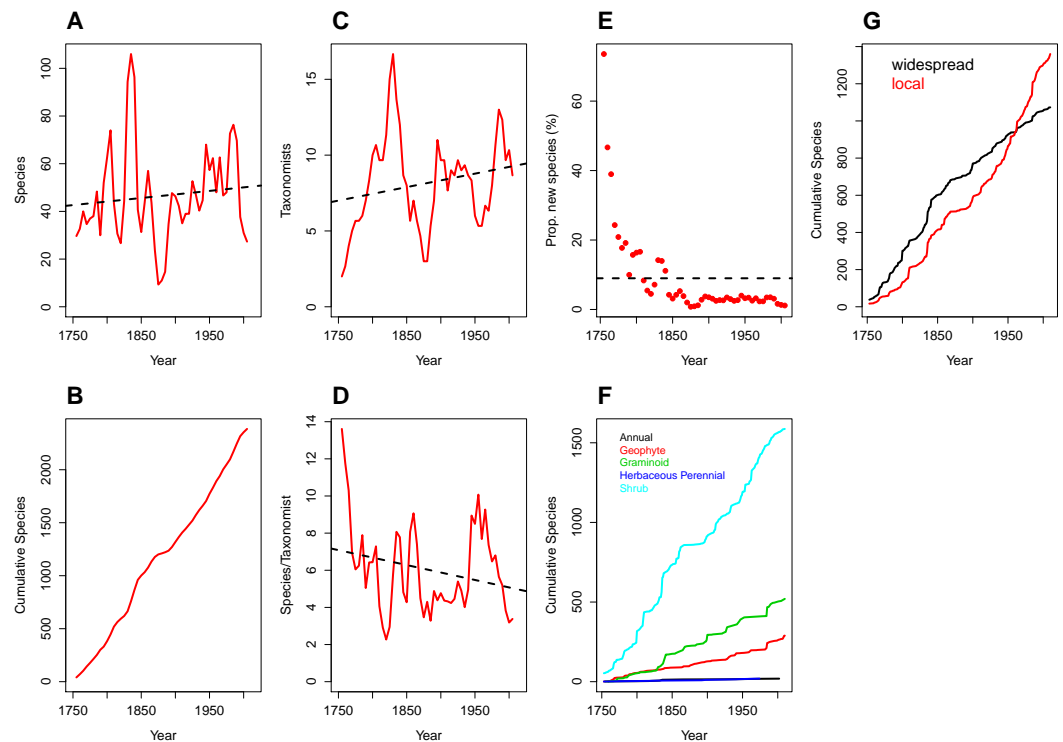 A
Species
0
20
40
60
80
100
1750
1850
1950
Year
C
Taxonomists
0
5
10
15
1750
1850
1950
Year
E
Prop. new species (%)
0
20
40
60
1750
1850
1950
Year
G
Cumulative Species
0
200
400
600
800
1000
1200
1750
1850
1950
Year
widespread
local
B
Cumulative Species
0
500
1000
1500
2000
1750
1850
1950
Year
D
Species/Taxonomist
0
2
4
6
8
10
12
14
1750
1850
1950
Year
F
Cumulative Species
0
500
1000
1500
1750
1850
1950
Year
Annual
Geophyte
Graminoid
Herbaceous Perennial
Shrub